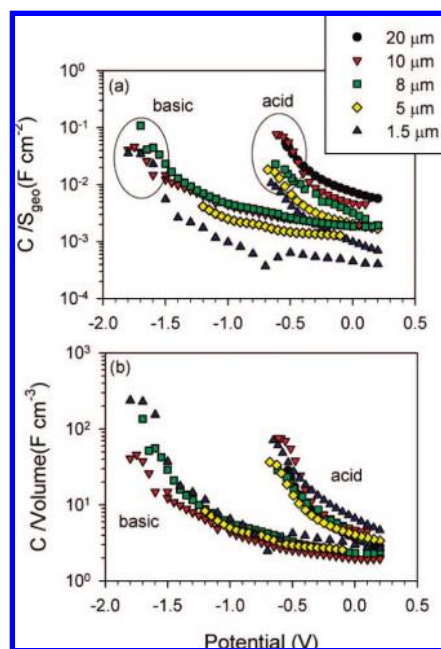 20 μm
10 μm
8 μm
5 μm
1.5 μm
(a)
basic
acid
C /S_geo(F cm⁻²)
10⁰
10⁻¹
10⁻²
10⁻³
10⁻⁴
-2.0 -1.5 -1.0 -0.5 0.0 0.5
(b)
acid
basic
C /Volume(F cm⁻³)
10³
10²
10¹
10⁰
-2.0 -1.5 -1.0 -0.5 0.0 0.5
Potential (V)